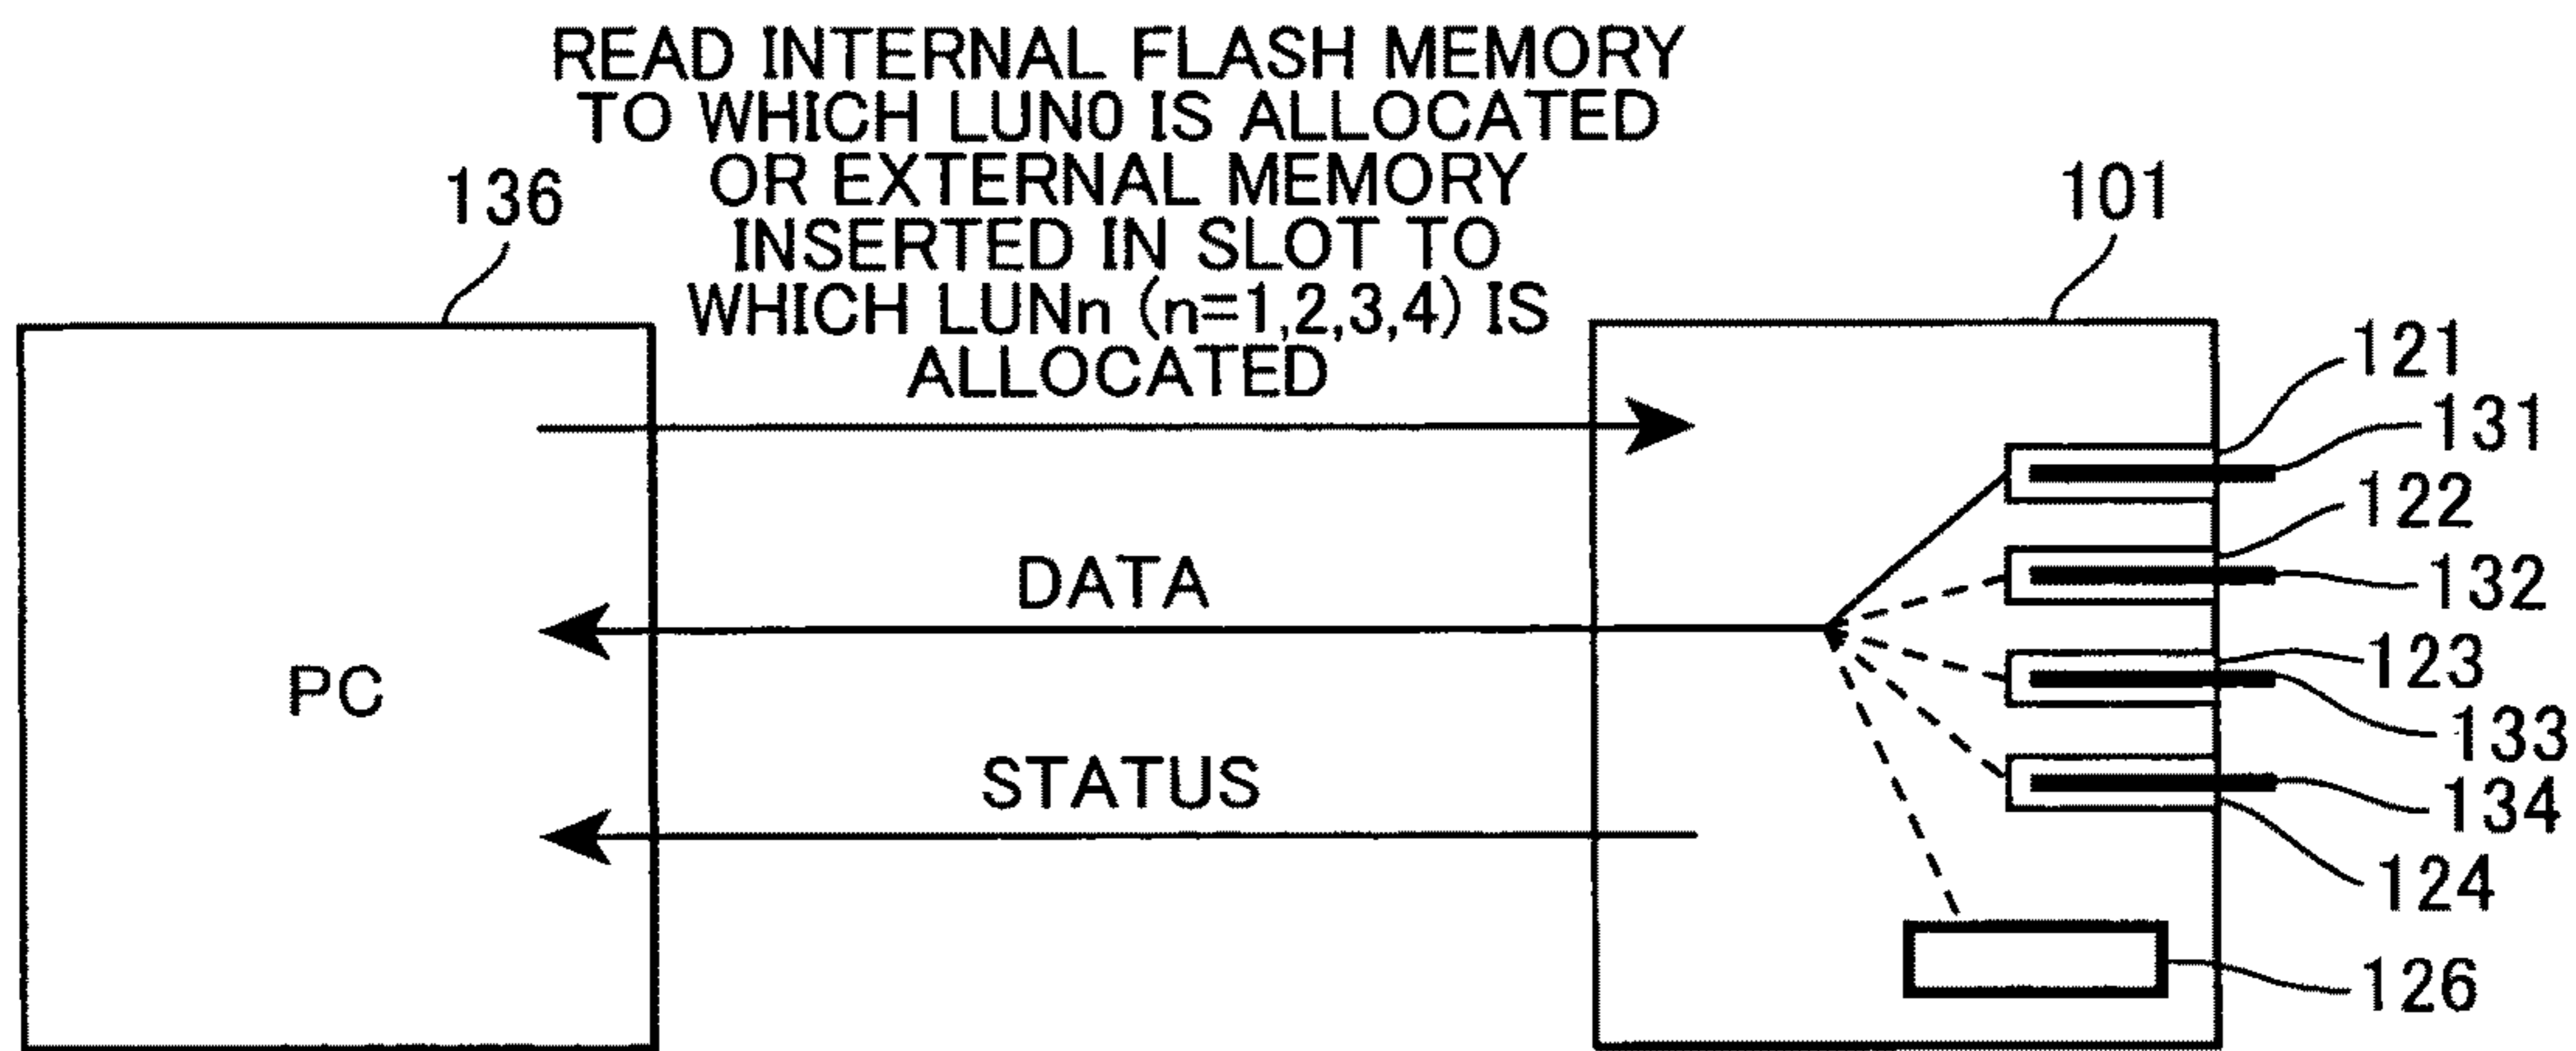 READ INTERNAL FLASH MEMORY
TO WHICH LUN0 IS ALLOCATED
OR EXTERNAL MEMORY
INSERTED IN SLOT TO
WHICH LUNn (n=1,2,3,4) IS
ALLOCATED
136
101
121
131
122
132
DATA
123
PC
133
STATUS
134
124
126